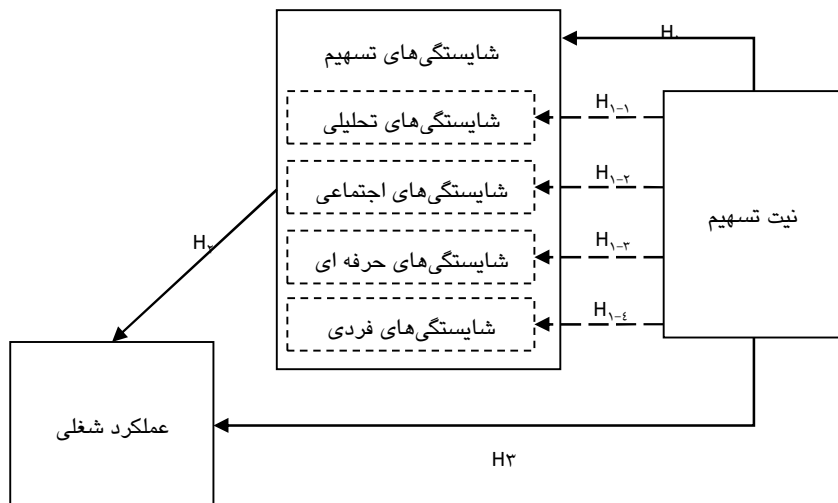 H۱
شایستگی‌های تسهیم
H۱-۱
شایستگی‌های تحلیلی
H۱-۲
شایستگی‌های اجتماعی
نیت تسهیم
H۱-۳
شایستگی‌های حرفه ای
H۲
H۱-٤
شایستگی‌های فردی
عملکرد شغلی
H۳